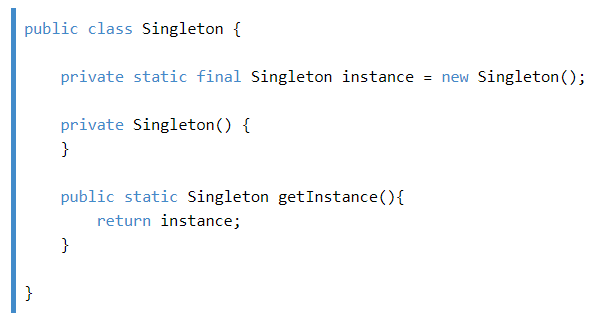 public class Singleton {
private static final Singleton instance = new Singleton();
private Singleton() {
}
public static Singleton getInstance(){
return instance;
}
}